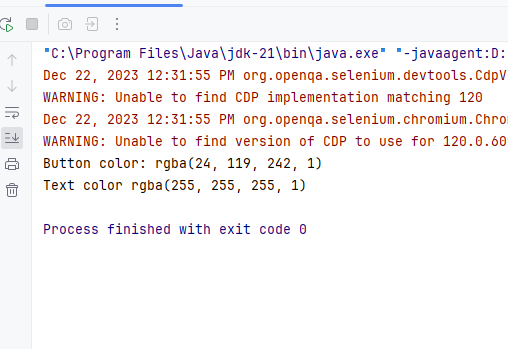 "C:\Program Files\Java\jdk-21\bin\java.exe" "-javaagent:D:
Dec 22, 2023 12:31:55 PM org.openqa.selenium.devtools.CdpV
WARNING: Unable to find CDP implementation matching 120
Dec 22, 2023 12:31:55 PM org.openqa.selenium.chromium.Chro
WARNING: Unable to find version of CDP to use for 120.0.60
Button color: rgba(24, 119, 242, 1)
Text color rgba(255, 255, 255, 1)
Process finished with exit code 0